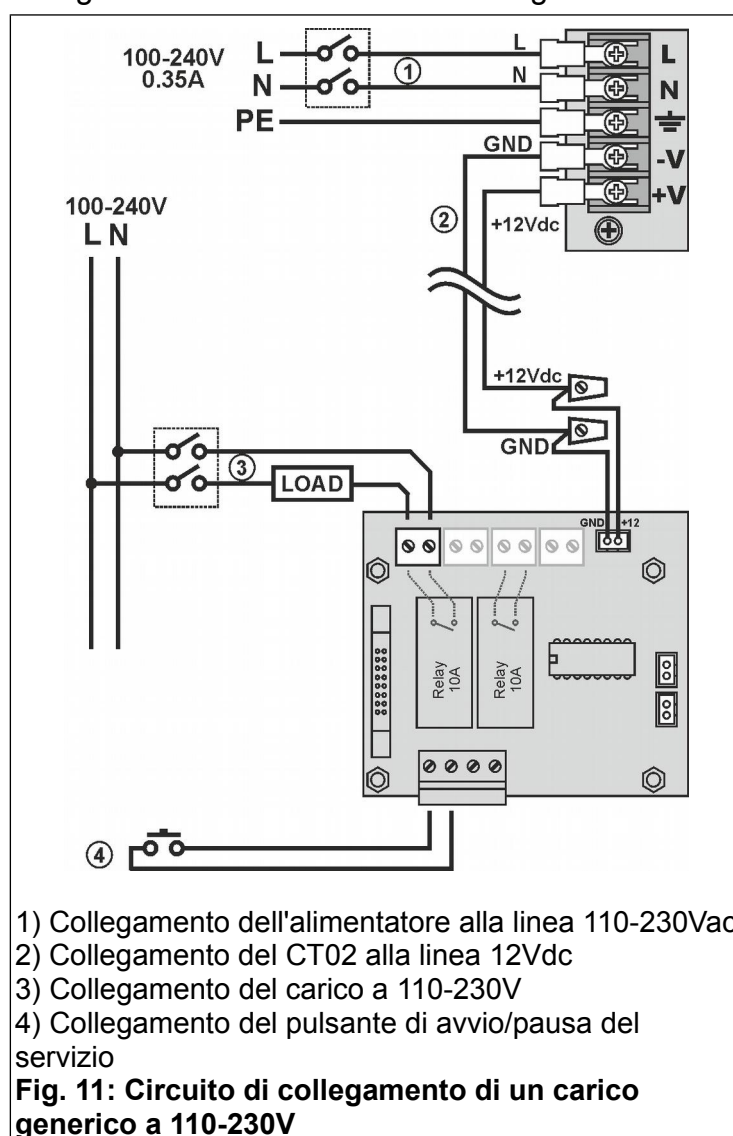 100-240V
0.35A
L
N
PE
①
L
N
GND
+12Vdc
②
L
N
-V
+V
100-240V
L N
+12Vdc
GND
③
LOAD
GND
+12
Relay
10A
Relay
10A
④
1) Collegamento dell'alimentatore alla linea 110-230Vac
2) Collegamento del CT02 alla linea 12Vdc
3) Collegamento del carico a 110-230V
4) Collegamento del pulsante di avvio/pausa del
servizio
Fig. 11: Circuito di collegamento di un carico
generico a 110-230V